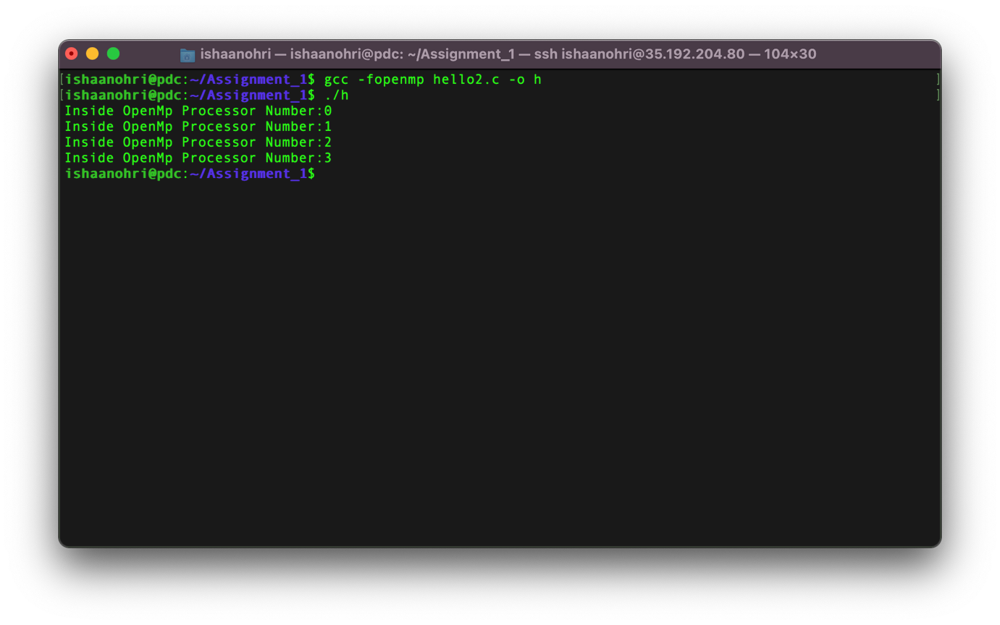 ishaanohri — ishaanohri@pdc: ~/Assignment_1 — ssh ishaanohri@35.192.204.80 — 104×30
[ishaanohri@pdc:~/Assignment_1$ gcc -fopenmp hello2.c -o h ]
[ishaanohri@pdc:~/Assignment_1$ ./h ]
Inside OpenMp Processor Number:0
Inside OpenMp Processor Number:1
Inside OpenMp Processor Number:2
Inside OpenMp Processor Number:3
ishaanohri@pdc:~/Assignment_1$